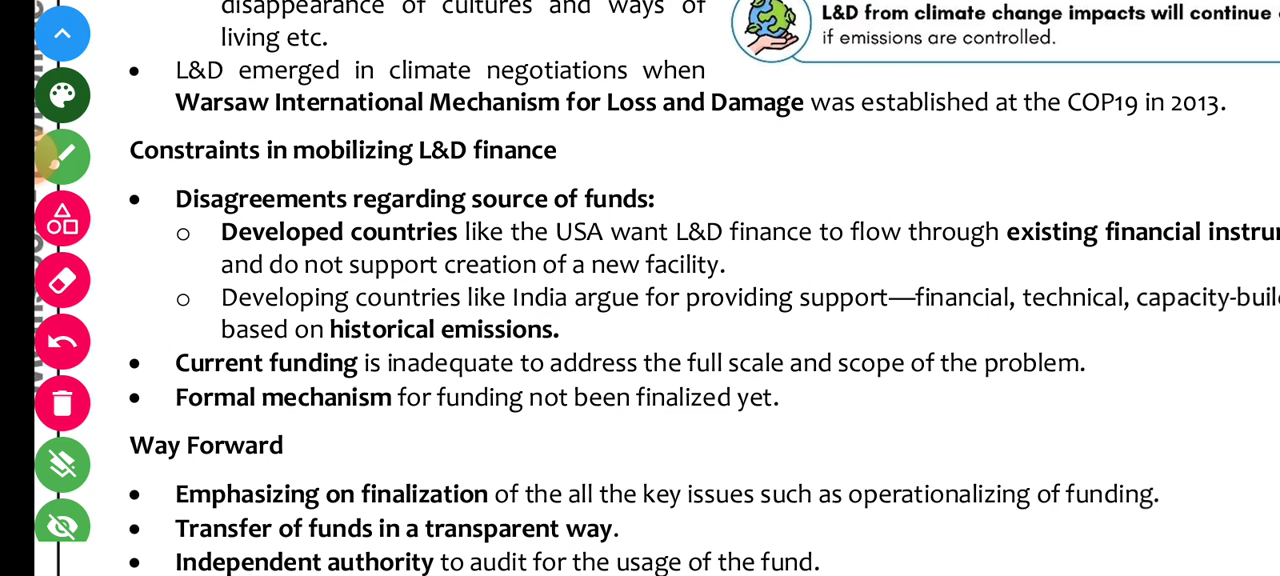 disappearance of cultures and ways of
living etc.
L&D from climate change impacts will continue
if emissions are controlled.
• L&D emerged in climate negotiations when
Warsaw International Mechanism for Loss and Damage was established at the COP19 in 2013.
Constraints in mobilizing L&D finance
• Disagreements regarding source of funds:
o Developed countries like the USA want L&D finance to flow through existing financial instru
and do not support creation of a new facility.
o Developing countries like India argue for providing support—financial, technical, capacity-buil
based on historical emissions.
• Current funding is inadequate to address the full scale and scope of the problem.
• Formal mechanism for funding not been finalized yet.
Way Forward
• Emphasizing on finalization of the all the key issues such as operationalizing of funding.
• Transfer of funds in a transparent way.
• Independent authority to audit for the usage of the fund.